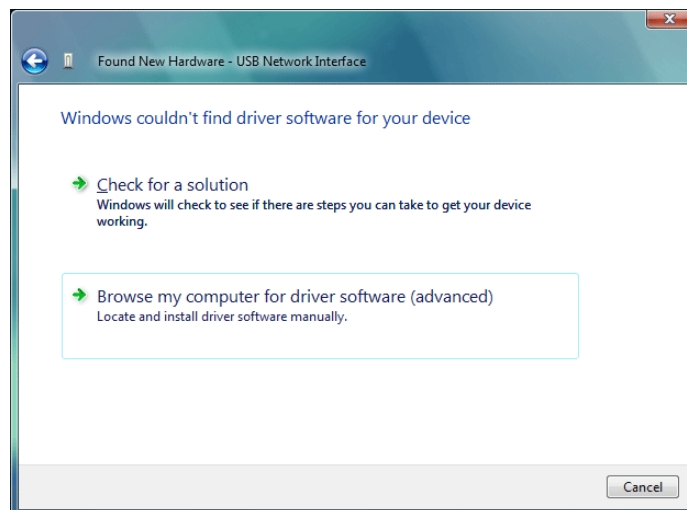 Found New Hardware - USB Network Interface
Windows couldn't find driver software for your device
Check for a solution
Windows will check to see if there are steps you can take to get your device
working.
Browse my computer for driver software (advanced)
Locate and install driver software manually.
Cancel